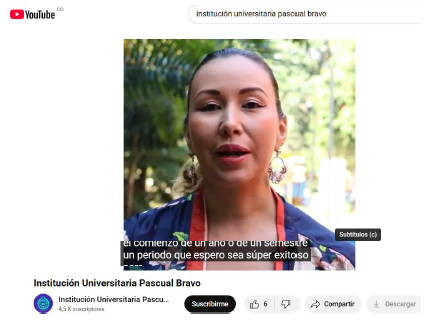 YouTube CO
institución universitaria pascual bravo
el comienzo de un año o de un semestre
un periodo que espero sea súper exitoso
Subtítulos (c)
Institución Universitaria Pascual Bravo
Institución Universitaria Pascu...
4,5 K suscriptores
Suscribirme
6
Compartir
Descargar